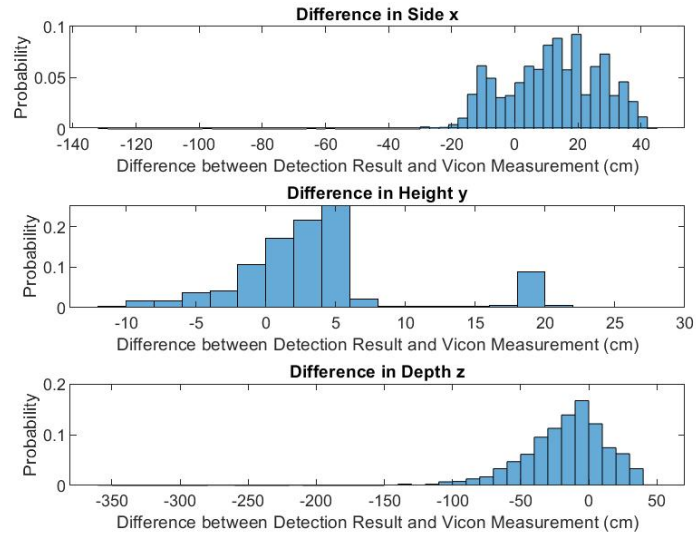 Difference in Side x
0.1
0.05
0
Probability
-140 -120 -100 -80 -60 -40 -20 0 20 40
Difference between Detection Result and Vicon Measurement (cm)
Difference in Height y
0.2
0.1
0
Probability
-10 -5 0 5 10 15 20 25 30
Difference between Detection Result and Vicon Measurement (cm)
Difference in Depth z
0.2
0.1
0
Probability
-350 -300 -250 -200 -150 -100 -50 0 50
Difference between Detection Result and Vicon Measurement (cm)